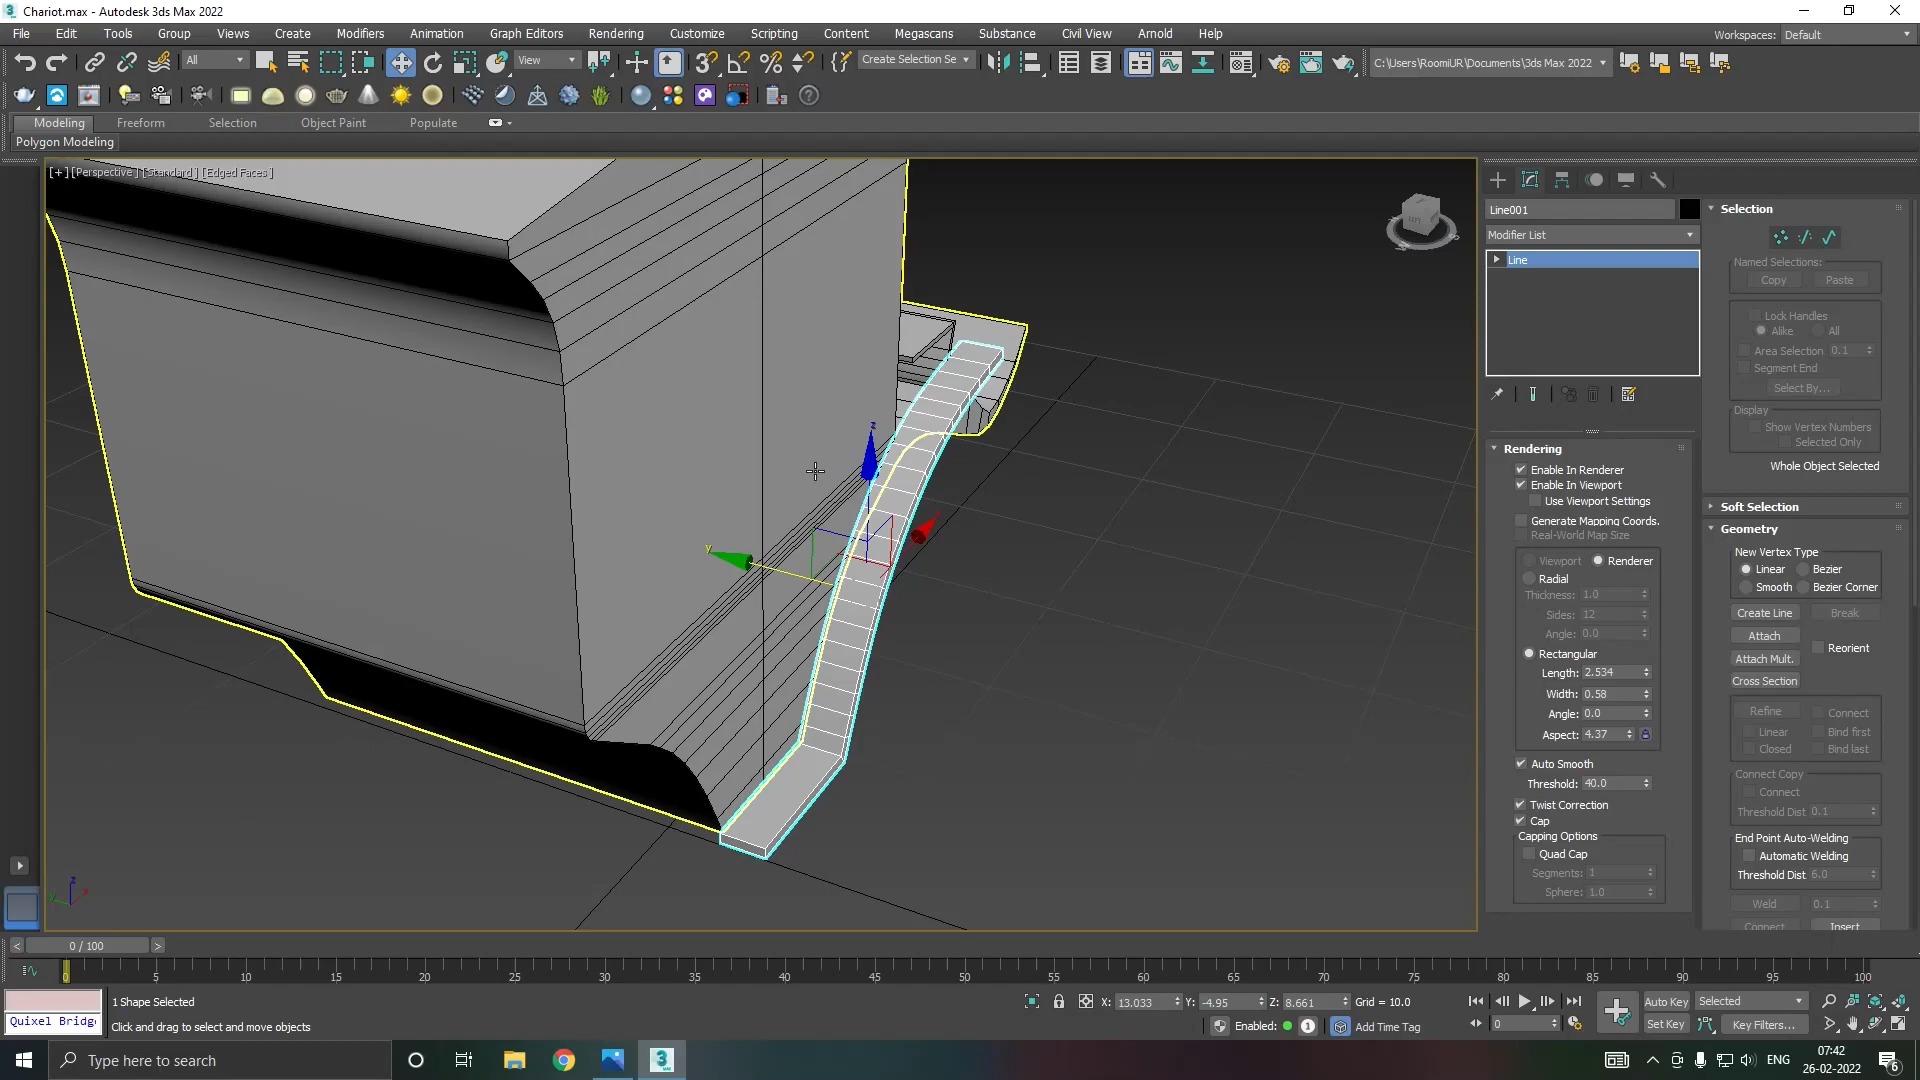 Chariot.max - Autodesk 3ds Max 2022
File Edit Tools Group Views Create Modifiers Animation Graph Editors Rendering Customize Scripting Content Megascans Substance Civil View Arnold Help Workspaces: Default
All View Create Selection Se C:\Users\RoomiUR\Documents\3ds Max 2022
Modeling Freeform Selection Object Paint Populate
Polygon Modeling
[+] [Perspective] [Standard] [Edged Faces]
Line001
Modifier List
Line
Rendering
Enable In Renderer
Enable In Viewport
Use Viewport Settings
Generate Mapping Coords.
Real-World Map Size
Viewport Renderer
Radial
Thickness: 1.0
Sides: 12
Angle: 0.0
Rectangular
Length: 2.534
Width: 0.58
Angle: 0.0
Aspect: 4.37
Auto Smooth
Threshold: 40.0
Twist Correction
Cap
Capping Options
Quad Cap
Segments: 1
Sphere: 1.0
Selection
Named Selections:
Copy Paste
Lock Handles
Alike All
Area Selection 0.1
Segment End
Select By...
Display
Show Vertex Numbers
Selected Only
Whole Object Selected
Soft Selection
Geometry
New Vertex Type
Linear Bezier
Smooth Bezier Corner
Create Line Break
Attach
Reorient
Attach Mult.
Cross Section
Refine Connect
Linear Bind first
Closed Bind last
Connect Copy
Connect
Threshold Dist 0.1
End Point Auto-Welding
Automatic Welding
Threshold Dist 6.0
Weld 0.1
Connect Insert
z
y
z
x
y
< 0 / 100 >
0 5 10 15 20 25 30 35 40 45 50 55 60 65 70 75 80 85 90 95 100
1 Shape Selected X: 13.033 Y: -4.95 Z: 8.661 Grid = 10.0 Auto Key Selected
Quixel Bridg Click and drag to select and move objects Enabled: 1 Add Time Tag 0 Set Key Key Filters...
Type here to search
3
MAX
ENG
07:42
26-02-2022
6